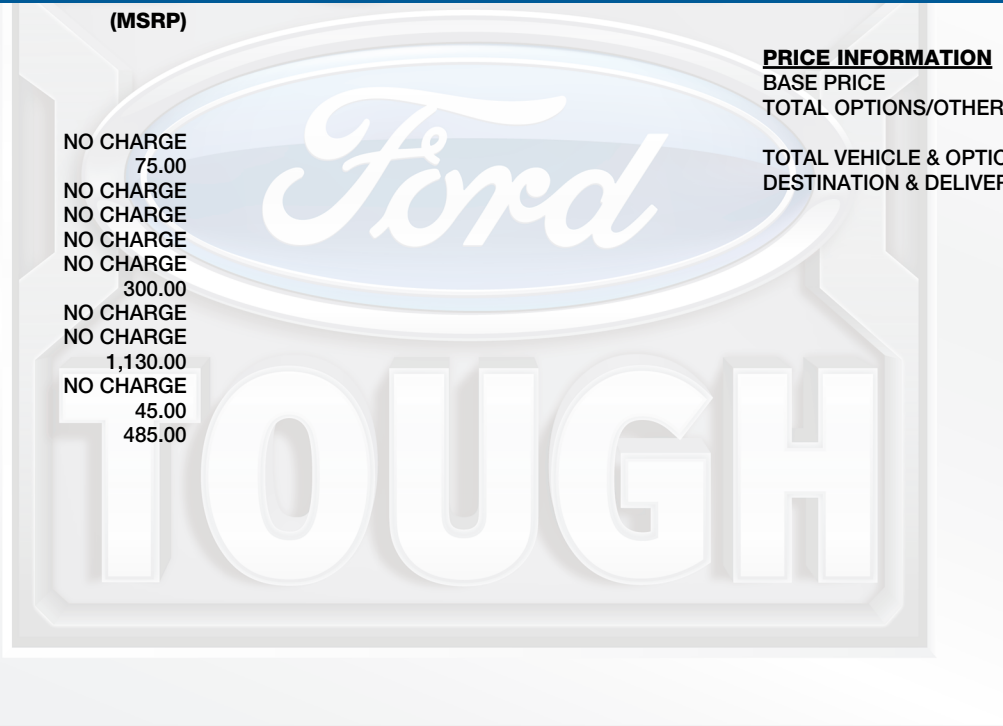 (MSRP)
PRICE INFORMATION
BASE PRICE
TOTAL OPTIONS/OTHER
TOTAL VEHICLE & OPTIO
DESTINATION & DELIVER
NO CHARGE
75.00
NO CHARGE
NO CHARGE
NO CHARGE
NO CHARGE
300.00
NO CHARGE
NO CHARGE
1,130.00
NO CHARGE
45.00
485.00
Ford
TOUGH